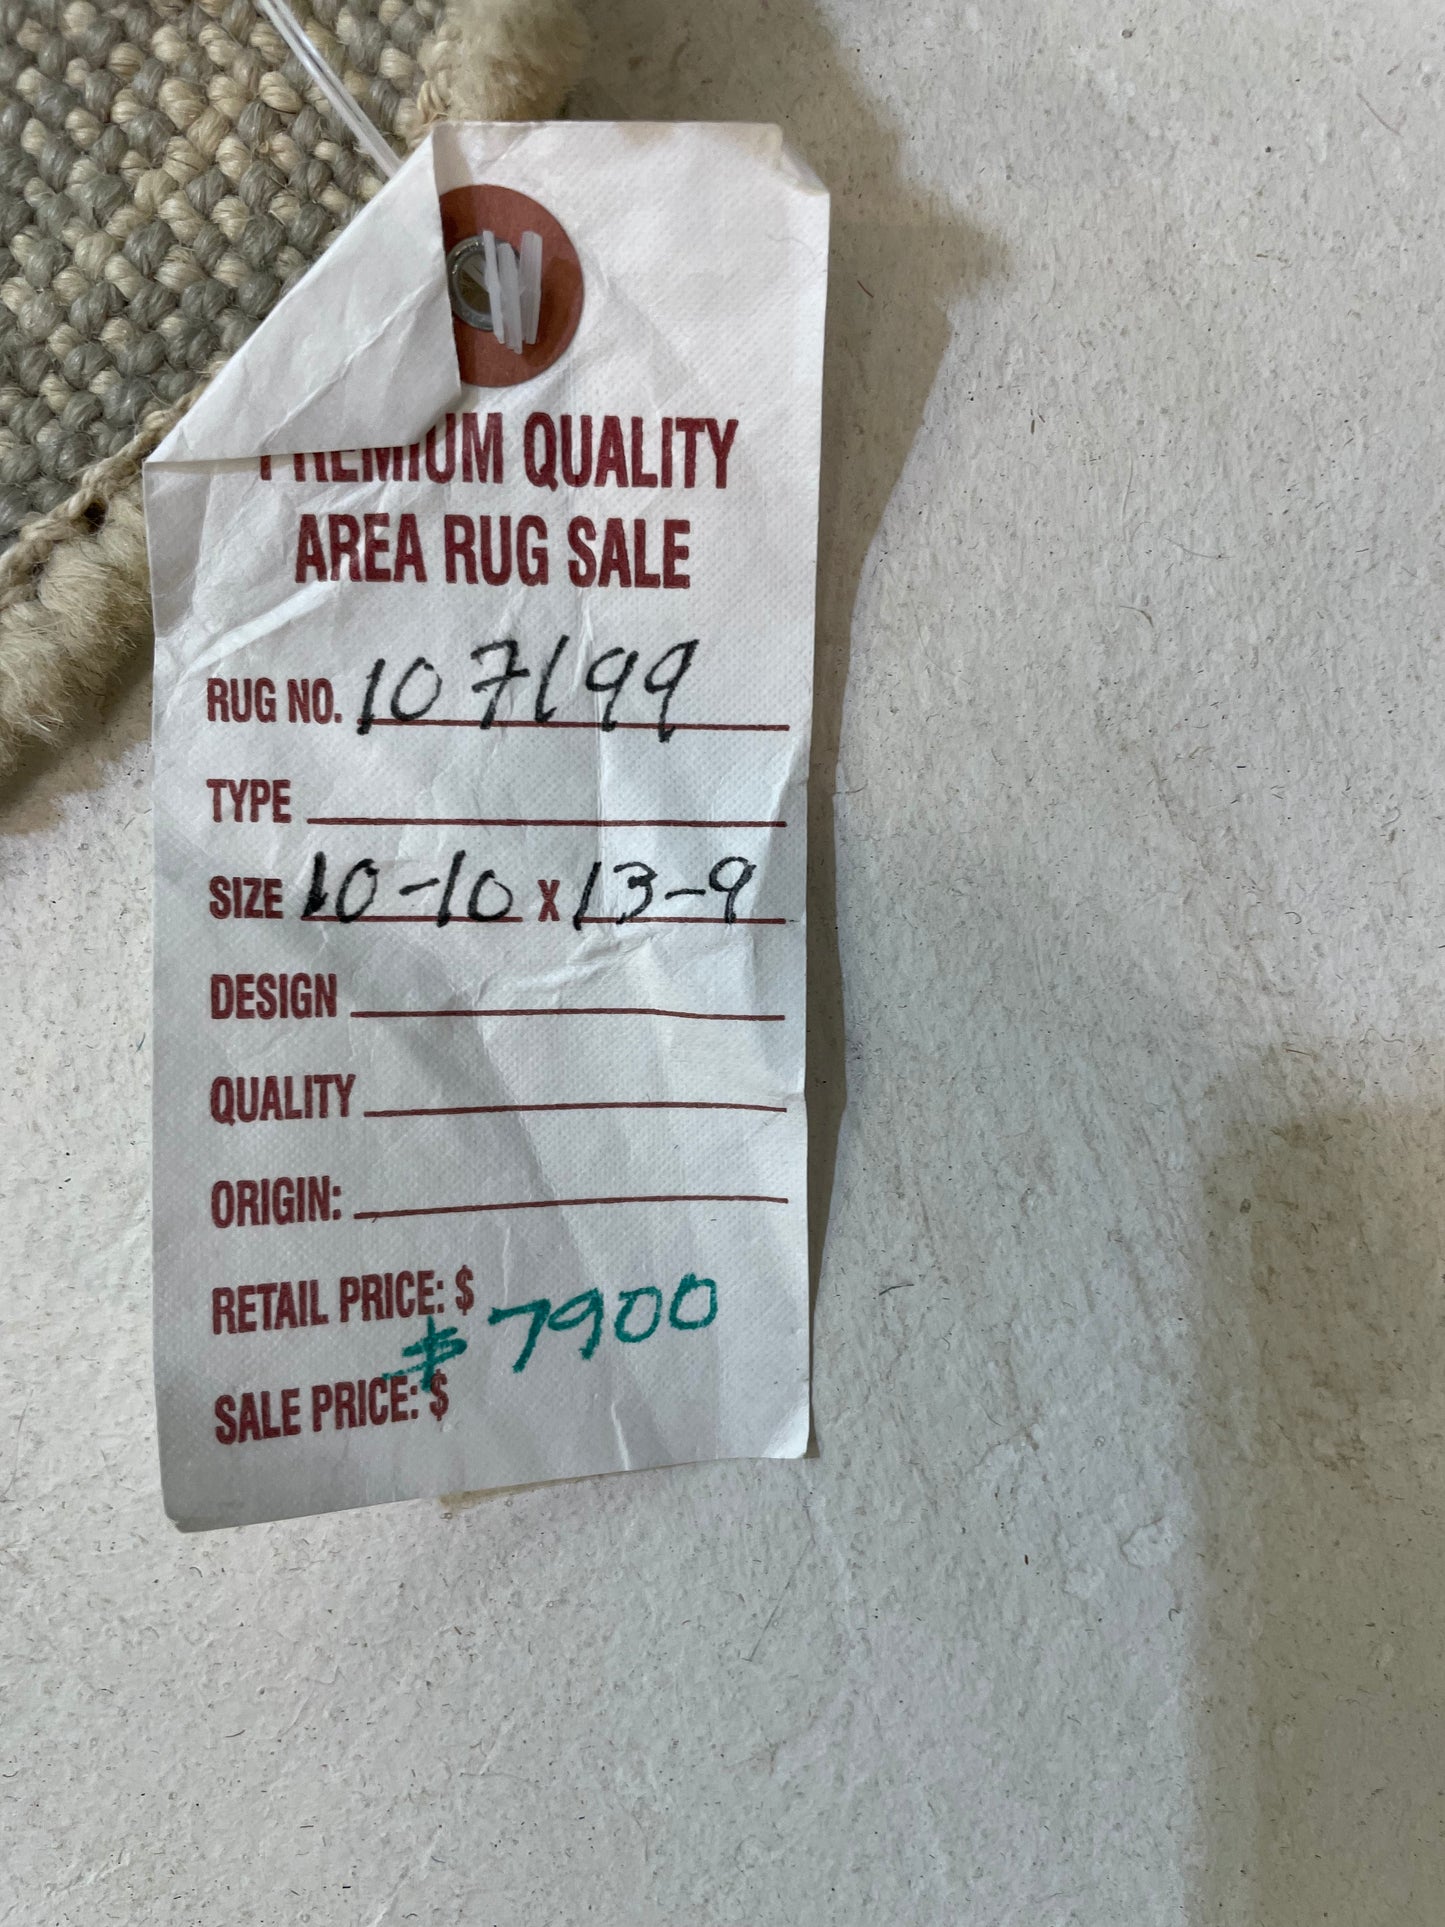 PREMIUM QUALITY
AREA RUG SALE
RUG NO. 107199
TYPE
SIZE 10-10 X 13-9
DESIGN
QUALITY
ORIGIN:
RETAIL PRICE: $
$ 7900
SALE PRICE: $